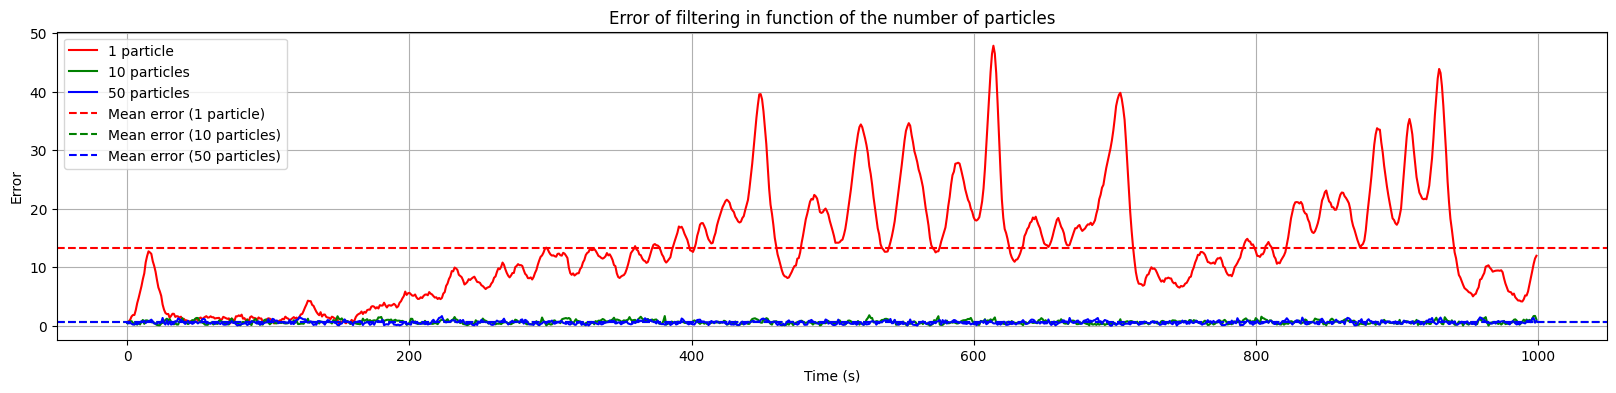 Error of filtering in function of the number of particles
50
40
30
20
10
0
Error
1 particle
10 particles
50 particles
Mean error (1 particle)
Mean error (10 particles)
Mean error (50 particles)
0 200 400 600 800 1000
Time (s)